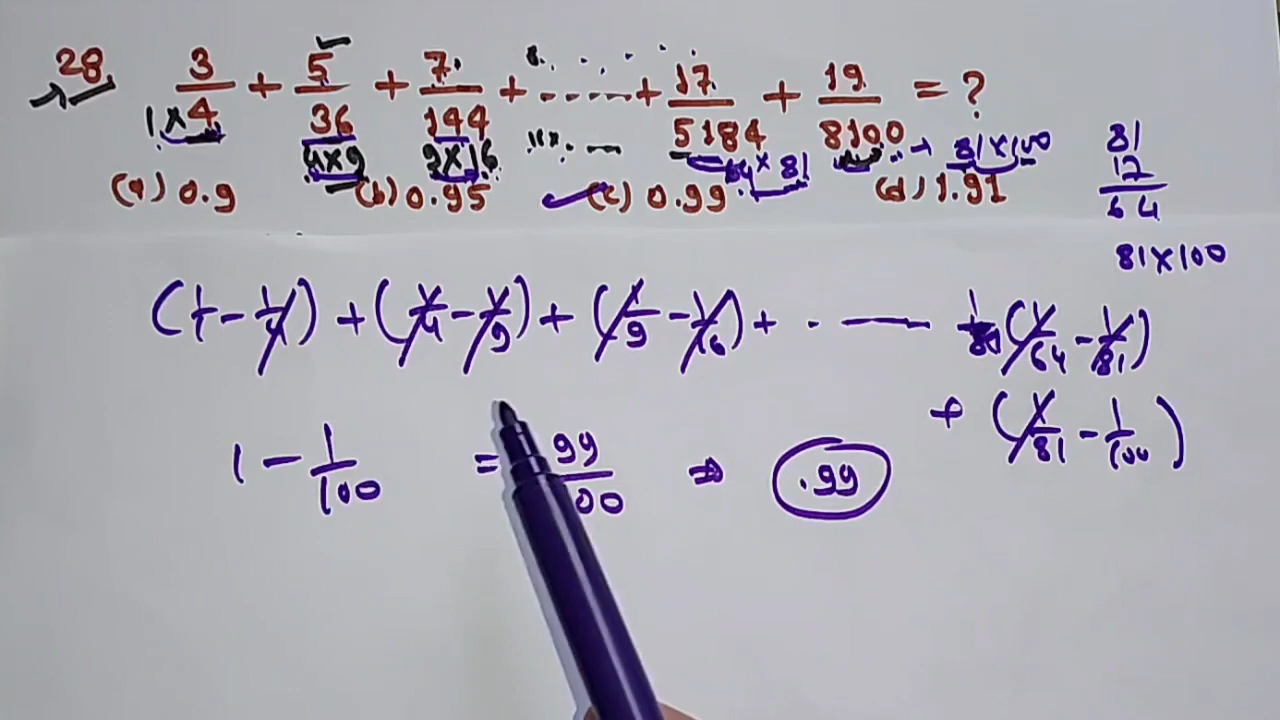 28 3/4 + 5/36 + 7/144 + ...... + 17/5184 + 19/8100 = ?
1 × 4×9 9×16 64×81 → 81×100
(a) 0.9 (b) 0.95 (c) 0.99 (d) 1.91
81
17
64
81×100
(1 - 1/4) + (1/4 - 1/9) + (1/9 - 1/16) + . —— (1/64 - 1/81)
+ (1/81 - 1/100)
1 - 1/100 = 99/100 ⇒ .99